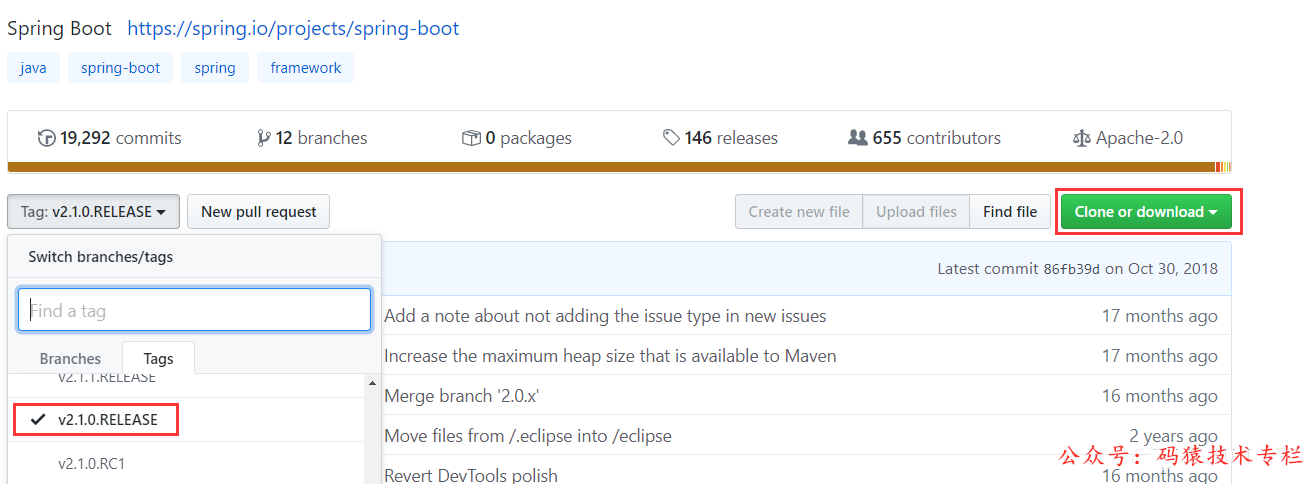 Spring Boot https://spring.io/projects/spring-boot
java spring-boot spring framework
19,292 commits 12 branches 0 packages 146 releases 655 contributors Apache-2.0
Tag: v2.1.0.RELEASE New pull request Create new file Upload files Find file Clone or download
Switch branches/tags
Latest commit 86fb39d on Oct 30, 2018
Find a tag
Add a note about not adding the issue type in new issues 17 months ago
Branches Tags
Increase the maximum heap size that is available to Maven 17 months ago
v2.1.1.RELEASE
Merge branch '2.0.x' 16 months ago
v2.1.0.RELEASE
Move files from /.eclipse into /eclipse 2 years ago
v2.1.0.RC1
Revert DevTools polish 16 months ago
公众号：码猿技术专栏